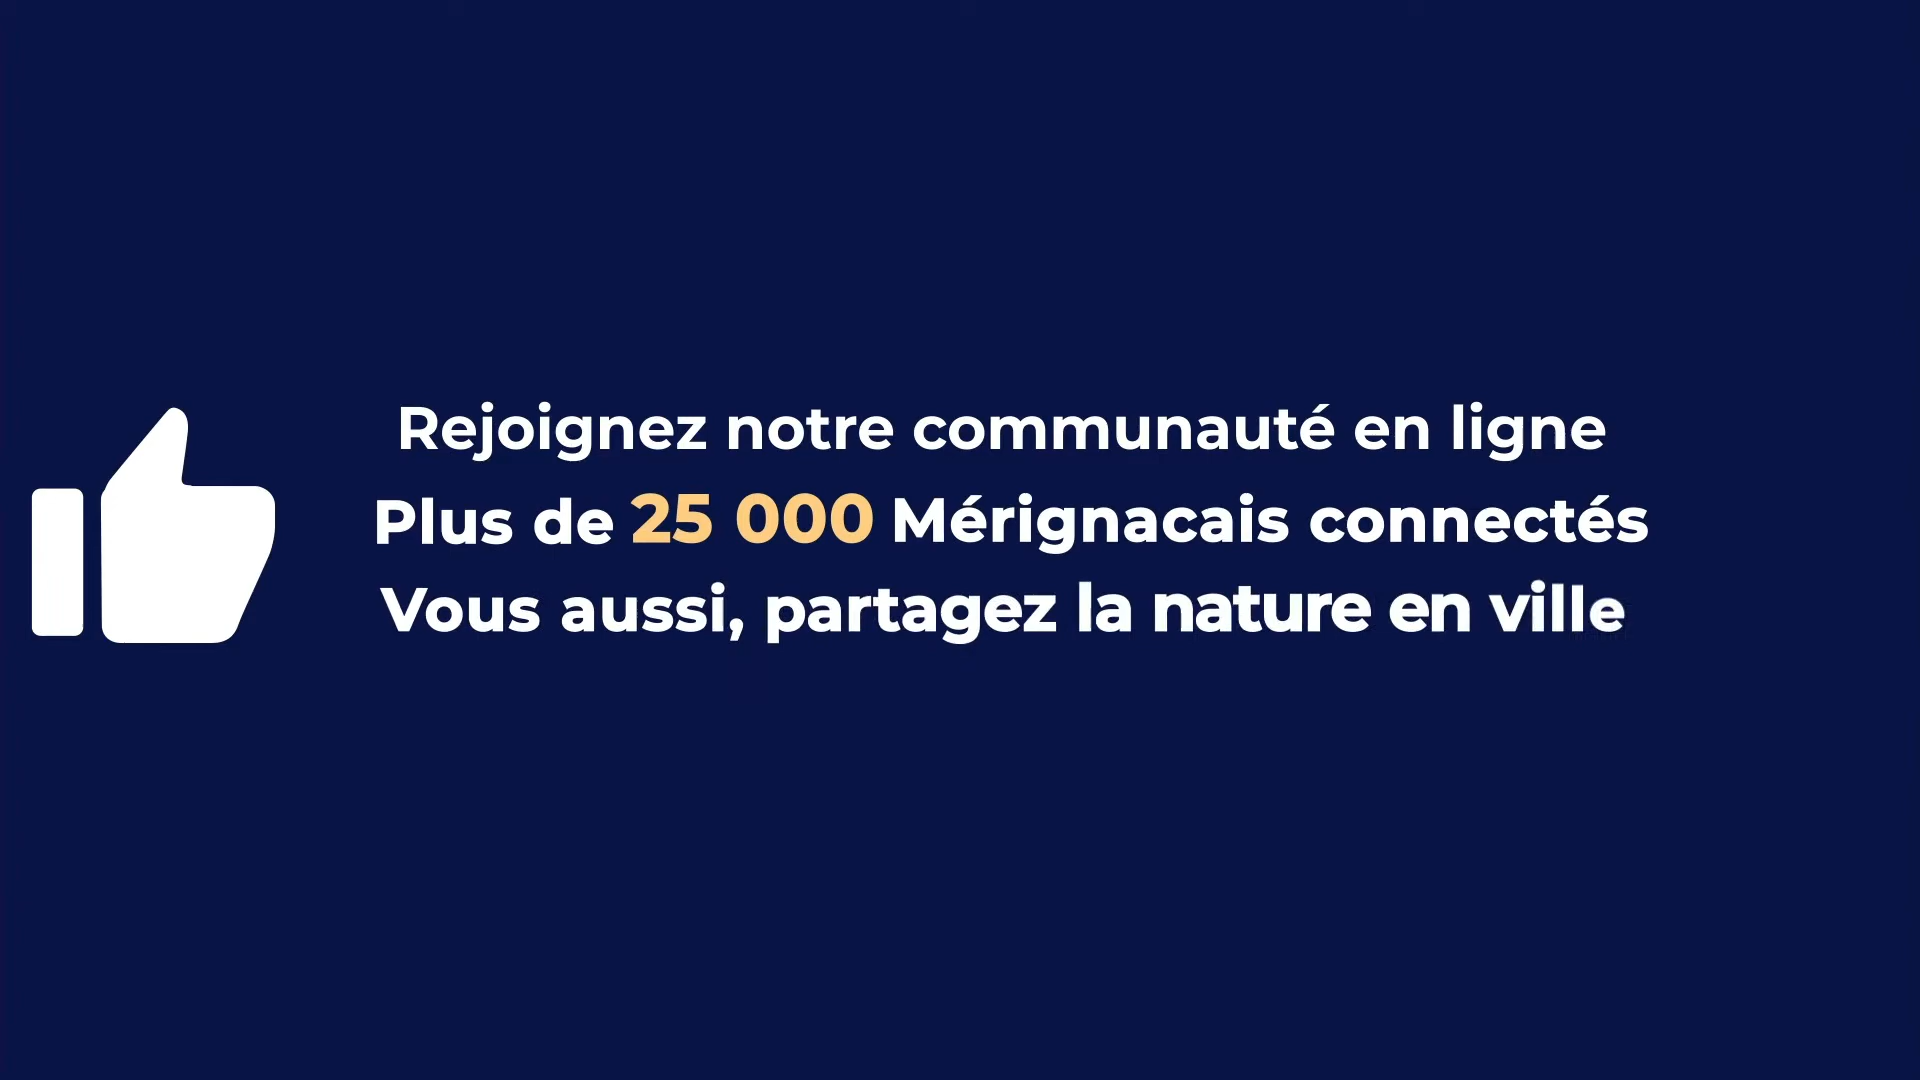 Rejoignez notre communauté en ligne
Plus de 25 000 Mérignacais connectés
Vous aussi, partagez la nature en ville